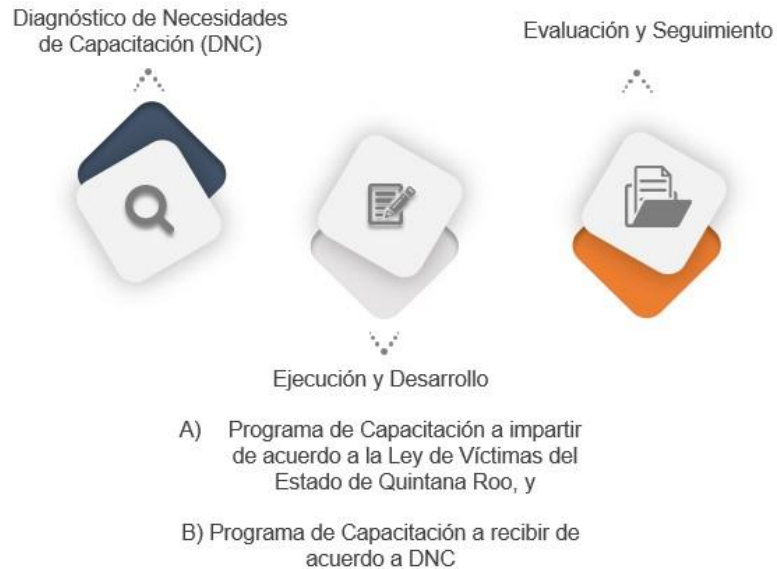 Diagnóstico de Necesidades
de Capacitación (DNC)
Evaluación y Seguimiento
Ejecución y Desarrollo
A) Programa de Capacitación a impartir
de acuerdo a la Ley de Víctimas del
Estado de Quintana Roo, y
B) Programa de Capacitación a recibir de
acuerdo a DNC